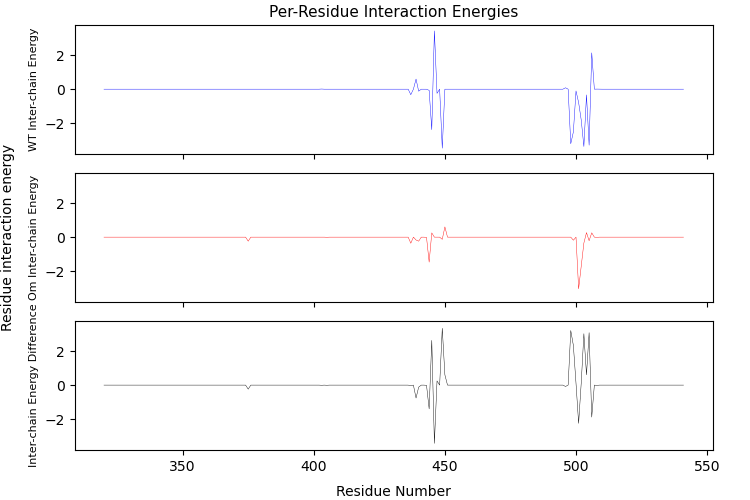 Per-Residue Interaction Energies
Residue interaction energy
WT Inter-chain Energy
2
0
−2
Om Inter-chain Energy
2
0
−2
Inter-chain Energy Difference
2
0
−2
350
400
450
500
550
Residue Number